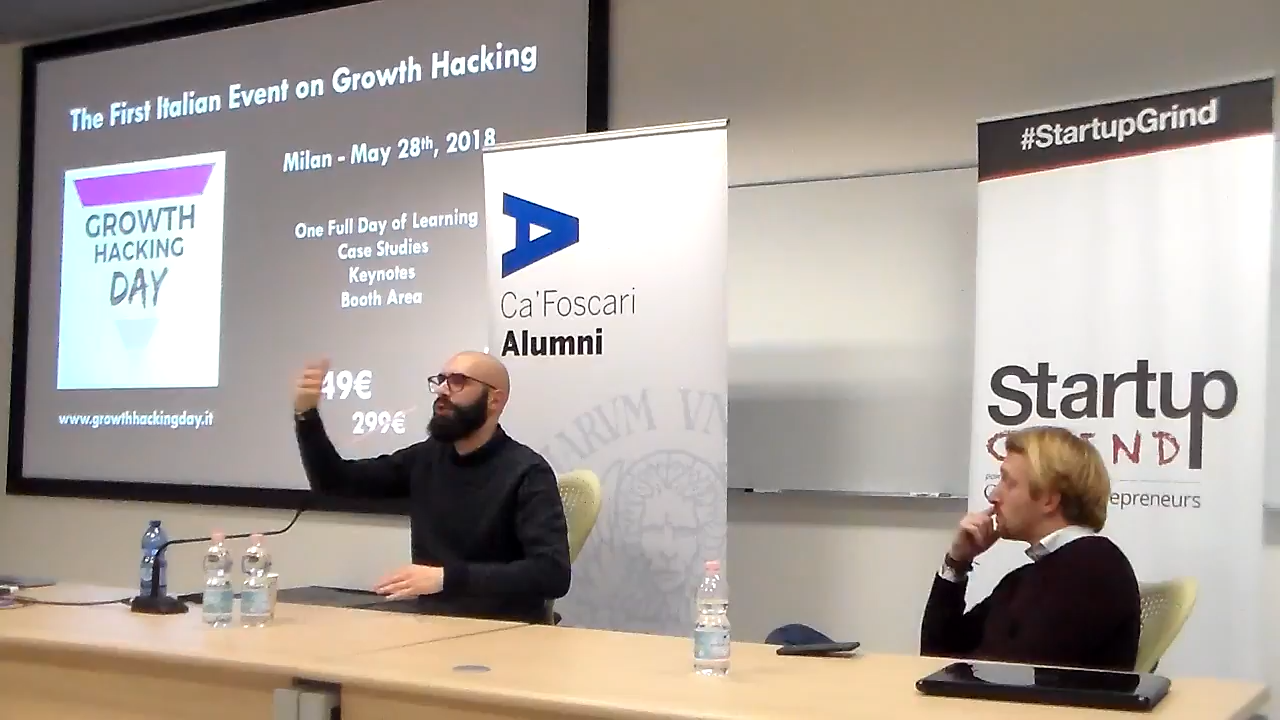 The First Italian Event on Growth Hacking
Milan - May 28th, 2018
GROWTH
HACKING
DAY
One Full Day of Learning
Case Studies
Keynotes
Booth Area
49€
299€
www.growthhackingday.it
Ca'Foscari
Alumni
#StartupGrind
Startup
epreneurs